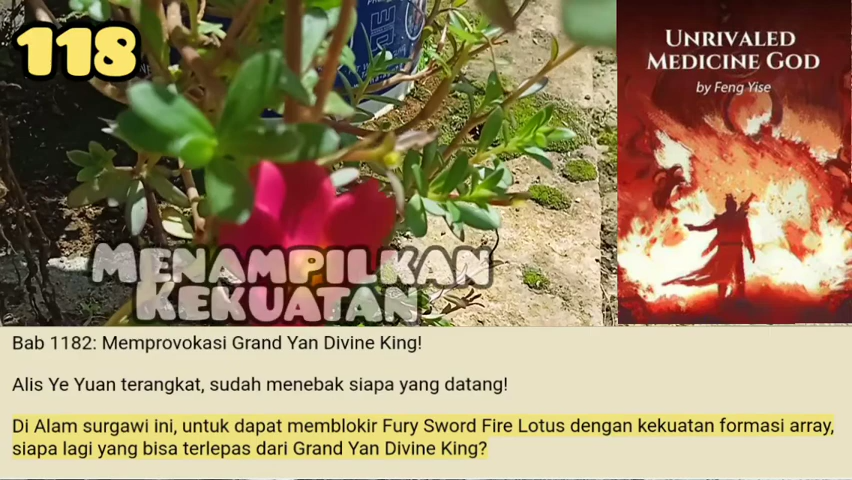 118
UNRIVALED
MEDICINE GOD
by Feng Yise
MENAMPILKAN
KEKUATAN
Bab 1182: Memprovokasi Grand Yan Divine King!
Alis Ye Yuan terangkat, sudah menebak siapa yang datang!
Di Alam surgawi ini, untuk dapat memblokir Fury Sword Fire Lotus dengan kekuatan formasi array,
siapa lagi yang bisa terlepas dari Grand Yan Divine King?